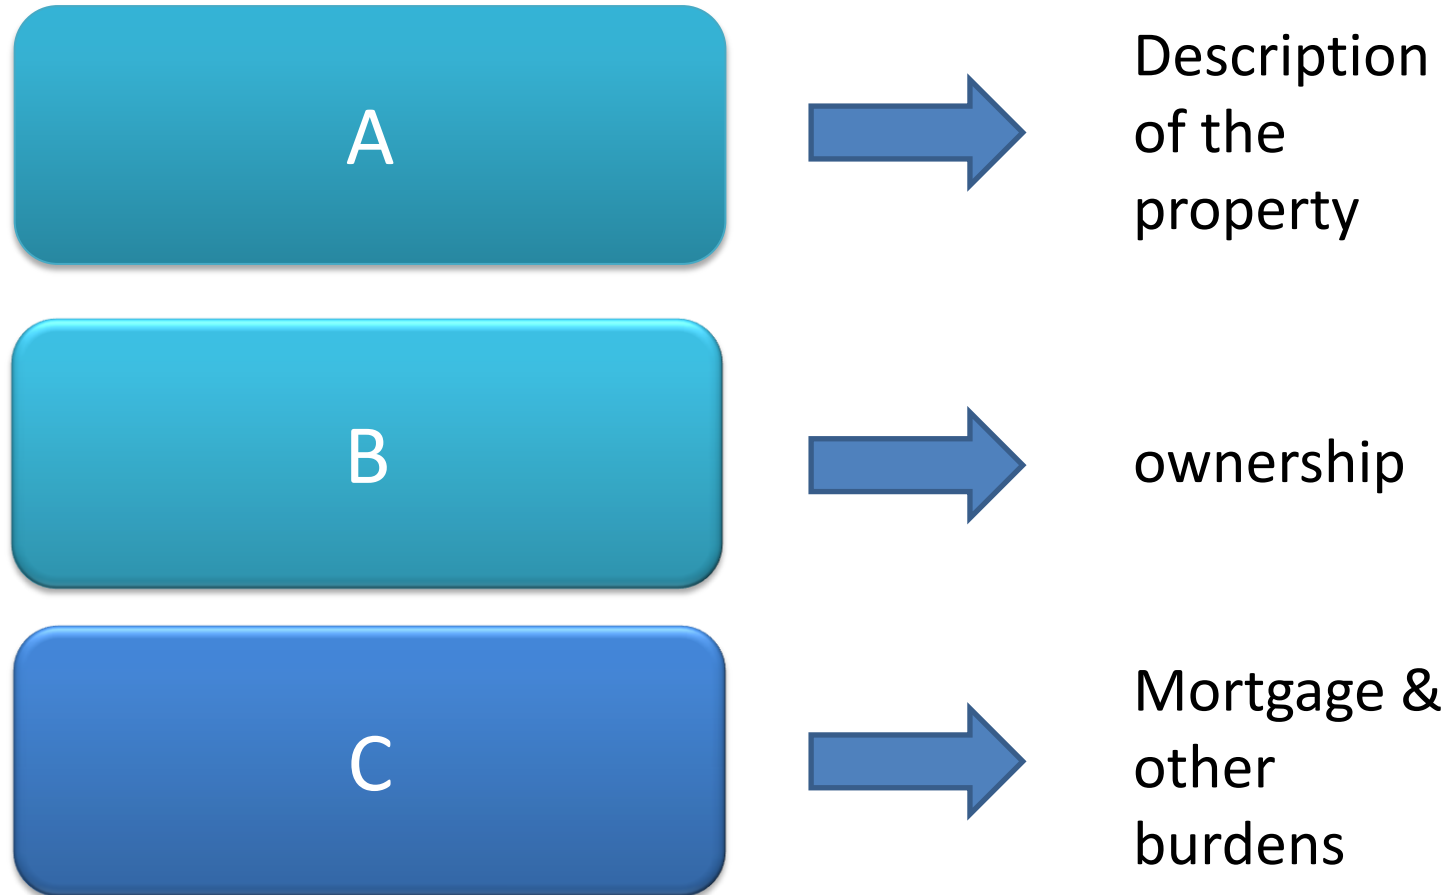 A
Description
of the
property
B
ownership
C
Mortgage &
other
burdens